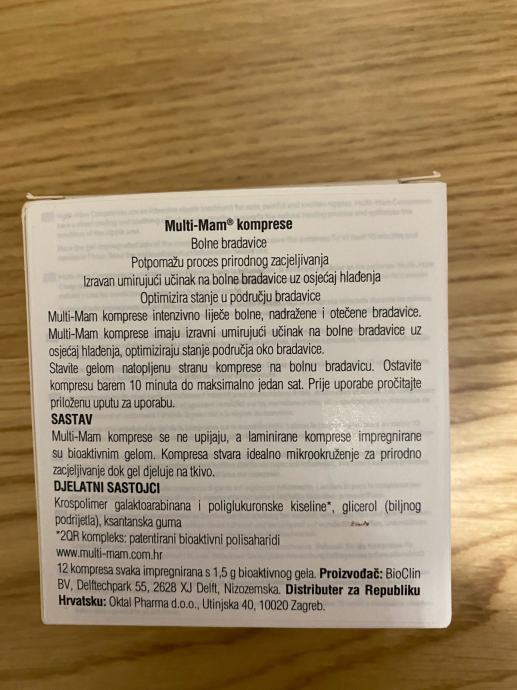 Multi-Mam® komprese
Bolne bradavice
Potpomažu proces prirodnog zacjeljivanja
Izravan umirujući učinak na bolne bradavice uz osjećaj hlađenja
Optimizira stanje u području bradavice
Multi-Mam komprese intenzivno liječe bolne, nadražene i otečene bradavice.
Multi-Mam komprese imaju izravni umirujući učinak na bolne bradavice uz
osjećaj hlađenja, optimiziraju stanje područja oko bradavice.
Stavite gelom natopljenu stranu komprese na bolnu bradavicu. Ostavite
kompresu barem 10 minuta do maksimalno jedan sat. Prije uporabe pročitajte
priloženu uputu za uporabu.
SASTAV
Multi-Mam komprese se ne upijaju, a laminirane komprese impregnirane
su bioaktivnim gelom. Kompresa stvara idealno mikrookruženje za prirodno
zacjeljivanje dok gel djeluje na tkivo.
DJELATNI SASTOJCI
Krospolimer galaktoarabinana i poliglukuronske kiseline*, glicerol (biljnog
podrijetla), ksantanska guma
*2QR kompleks: patentirani bioaktivni polisaharidi
www.multi-mam.com.hr
12 kompresa svaka impregnirana s 1,5 g bioaktivnog gela. Proizvođač: BioClin
BV, Delftechpark 55, 2628 XJ Delft, Nizozemska. Distributer za Republiku
Hrvatsku: Oktal Pharma d.o.o., Utinjska 40, 10020 Zagreb.